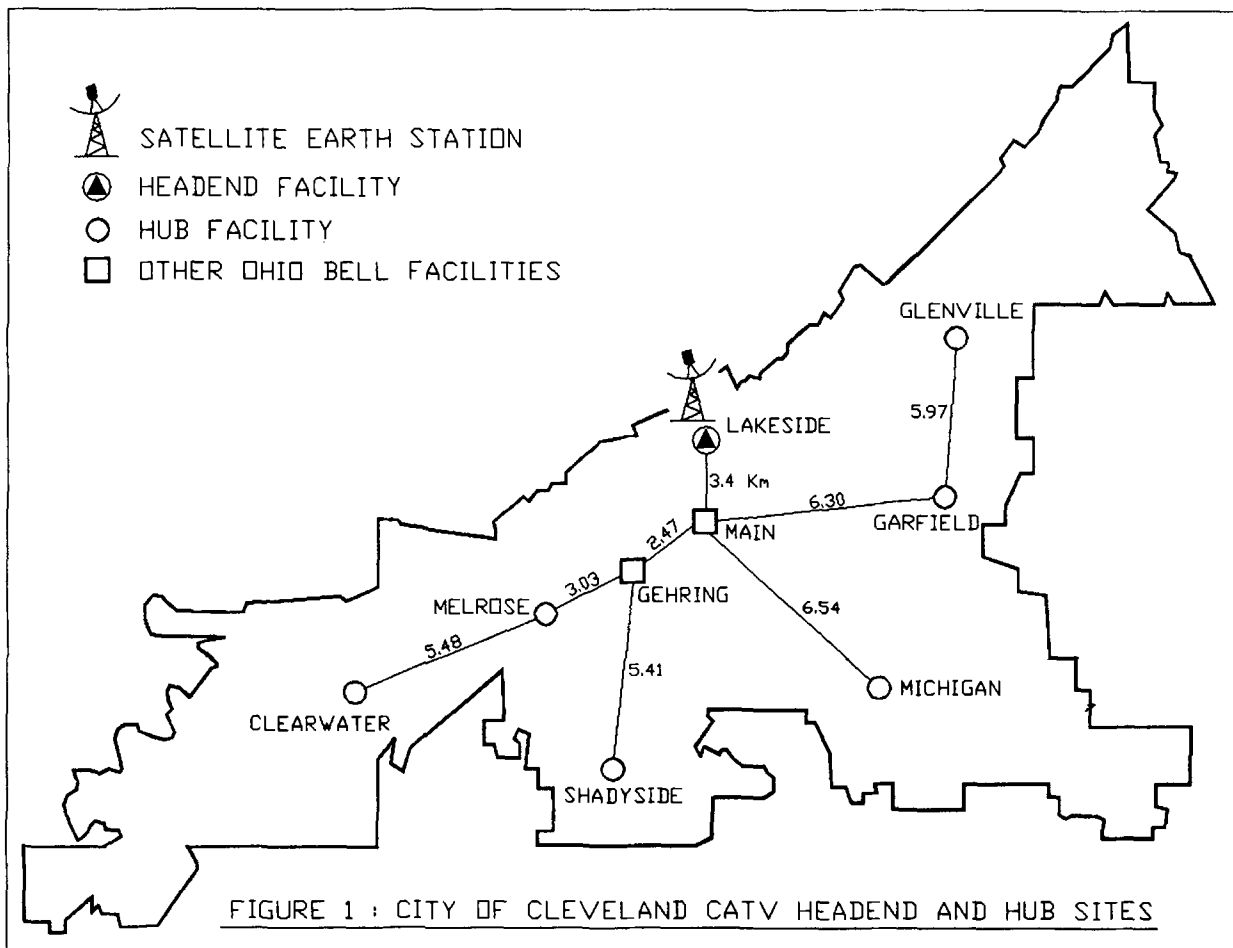 SATELLITE EARTH STATION
HEADEND FACILITY
HUB FACILITY
OTHER OHIO BELL FACILITIES
GLENVILLE
5.97
LAKESIDE
3.4 Km
6.30
GARFIELD
MAIN
2.47
GEHRING
3.03
MELROSE
6.54
5.48
5.41
MICHIGAN
CLEARWATER
SHADYSIDE
FIGURE 1 : CITY OF CLEVELAND CATV HEADEND AND HUB SITES